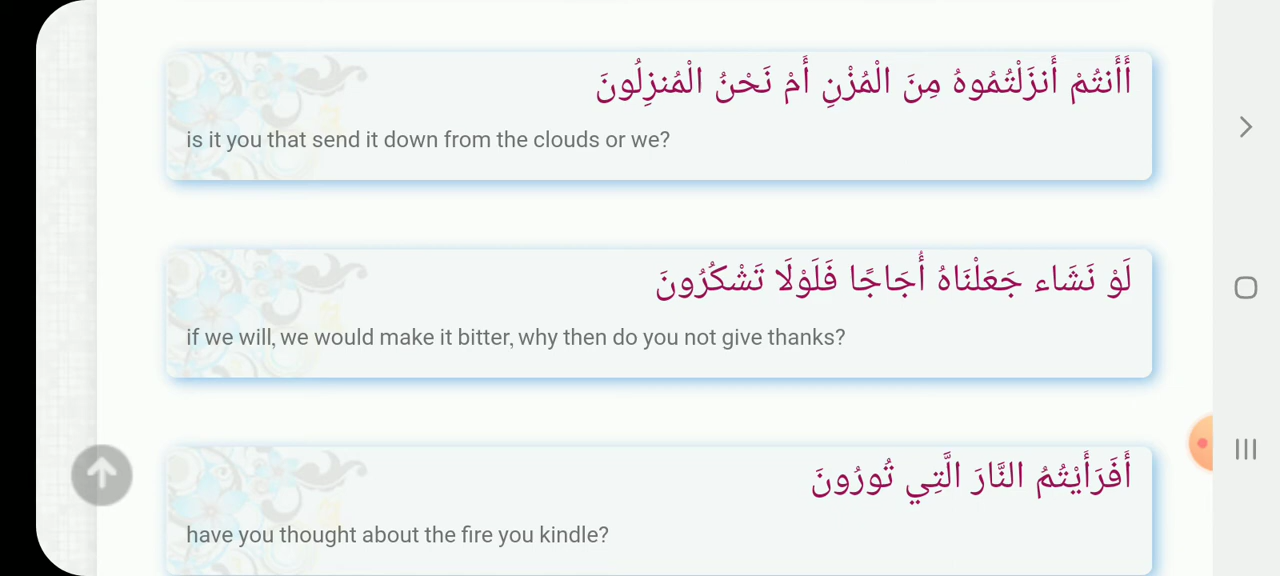 أَأَنتُمْ أَنزَلْتُمُوهُ مِنَ الْمُزْنِ أَمْ نَحْنُ الْمُنزِلُونَ
is it you that send it down from the clouds or we?
لَوْ نَشَاء جَعَلْنَاهُ أُجَاجًا فَلَوْلَا تَشْكُرُونَ
if we will, we would make it bitter, why then do you not give thanks?
أَفَرَأَيْتُمُ النَّارَ الَّتِي تُورُونَ
have you thought about the fire you kindle?